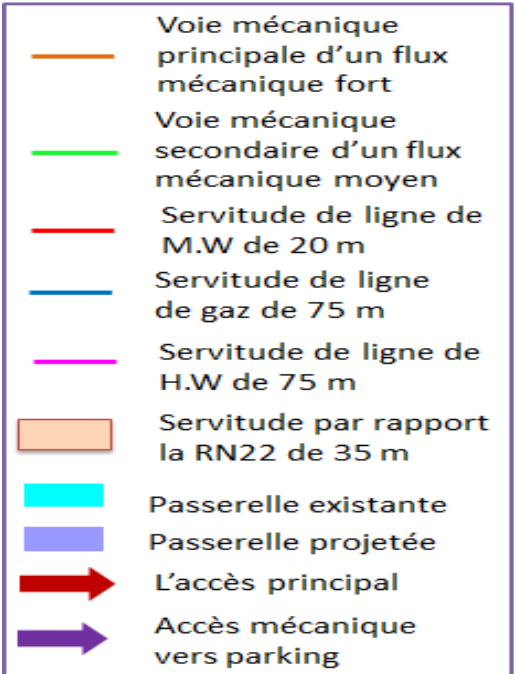 Voie mécanique
principale d'un flux
mécanique fort
Voie mécanique
secondaire d'un flux
mécanique moyen
Servitude de ligne de
M.W de 20 m
Servitude de ligne
de gaz de 75 m
Servitude de ligne de
H.W de 75 m
Servitude par rapport
la RN22 de 35 m
Passerelle existante
Passerelle projetée
L'accès principal
Accès mécanique
vers parking